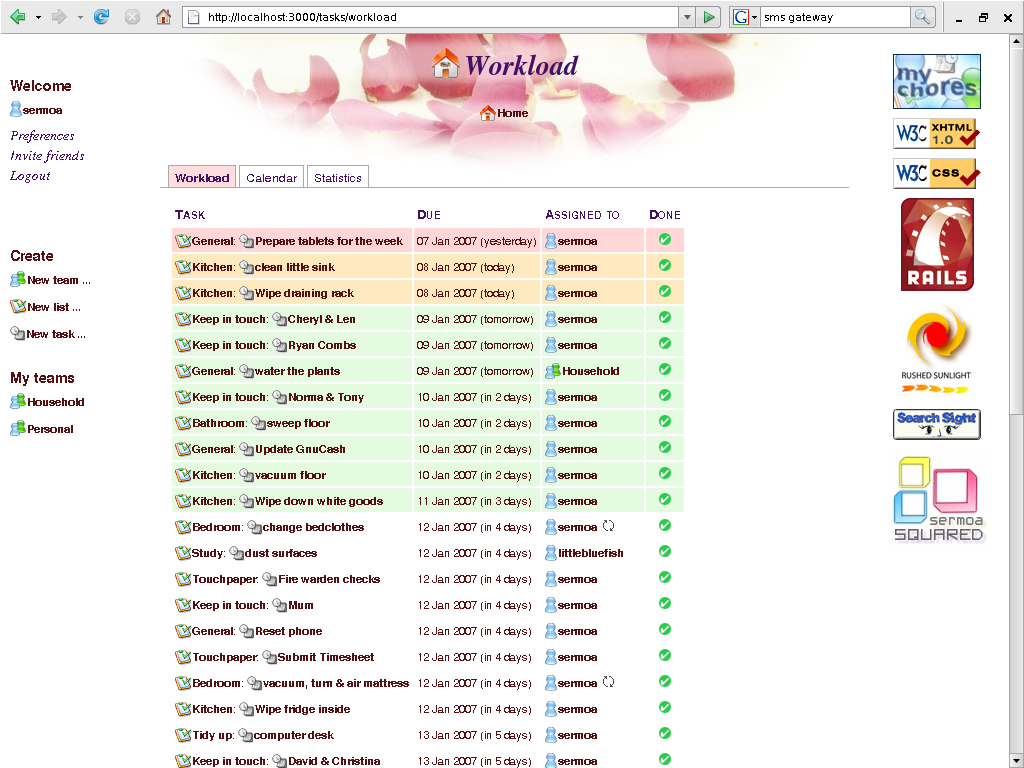 http://localhost:3000/tasks/workload
G
sms gateway
Workload
Home
Welcome
sermoa
Preferences
Invite friends
Logout
Create
New team ...
New list ...
New task ...
My teams
Household
Personal
Workload Calendar Statistics
TASK DUE ASSIGNED TO DONE
General: Prepare tablets for the week 07 Jan 2007 (yesterday) sermoa
Kitchen: clean little sink 08 Jan 2007 (today) sermoa
Kitchen: Wipe draining rack 08 Jan 2007 (today) sermoa
Keep in touch: Cheryl & Len 09 Jan 2007 (tomorrow) sermoa
Keep in touch: Ryan Combs 09 Jan 2007 (tomorrow) sermoa
General: water the plants 09 Jan 2007 (tomorrow) Household
Keep in touch: Norma & Tony 10 Jan 2007 (in 2 days) sermoa
Bathroom: sweep floor 10 Jan 2007 (in 2 days) sermoa
General: Update GnuCash 10 Jan 2007 (in 2 days) sermoa
Kitchen: vacuum floor 10 Jan 2007 (in 2 days) sermoa
Kitchen: Wipe down white goods 11 Jan 2007 (in 3 days) sermoa
Bedroom: change bedclothes 12 Jan 2007 (in 4 days) sermoa
Study: dust surfaces 12 Jan 2007 (in 4 days) littlebluefish
Touchpaper: Fire warden checks 12 Jan 2007 (in 4 days) sermoa
Keep in touch: Mum 12 Jan 2007 (in 4 days) sermoa
General: Reset phone 12 Jan 2007 (in 4 days) sermoa
Touchpaper: Submit Timesheet 12 Jan 2007 (in 4 days) sermoa
Bedroom: vacuum, turn & air mattress 12 Jan 2007 (in 4 days) sermoa
Kitchen: Wipe fridge inside 12 Jan 2007 (in 4 days) sermoa
Tidy up: computer desk 13 Jan 2007 (in 5 days) sermoa
Keep in touch: David & Christina 13 Jan 2007 (in 5 days) sermoa
my
chores
W3C XHTML
1.0
W3C css
RAILS
RUSHED SUNLIGHT
Search Sight
sermoa
SQUARED